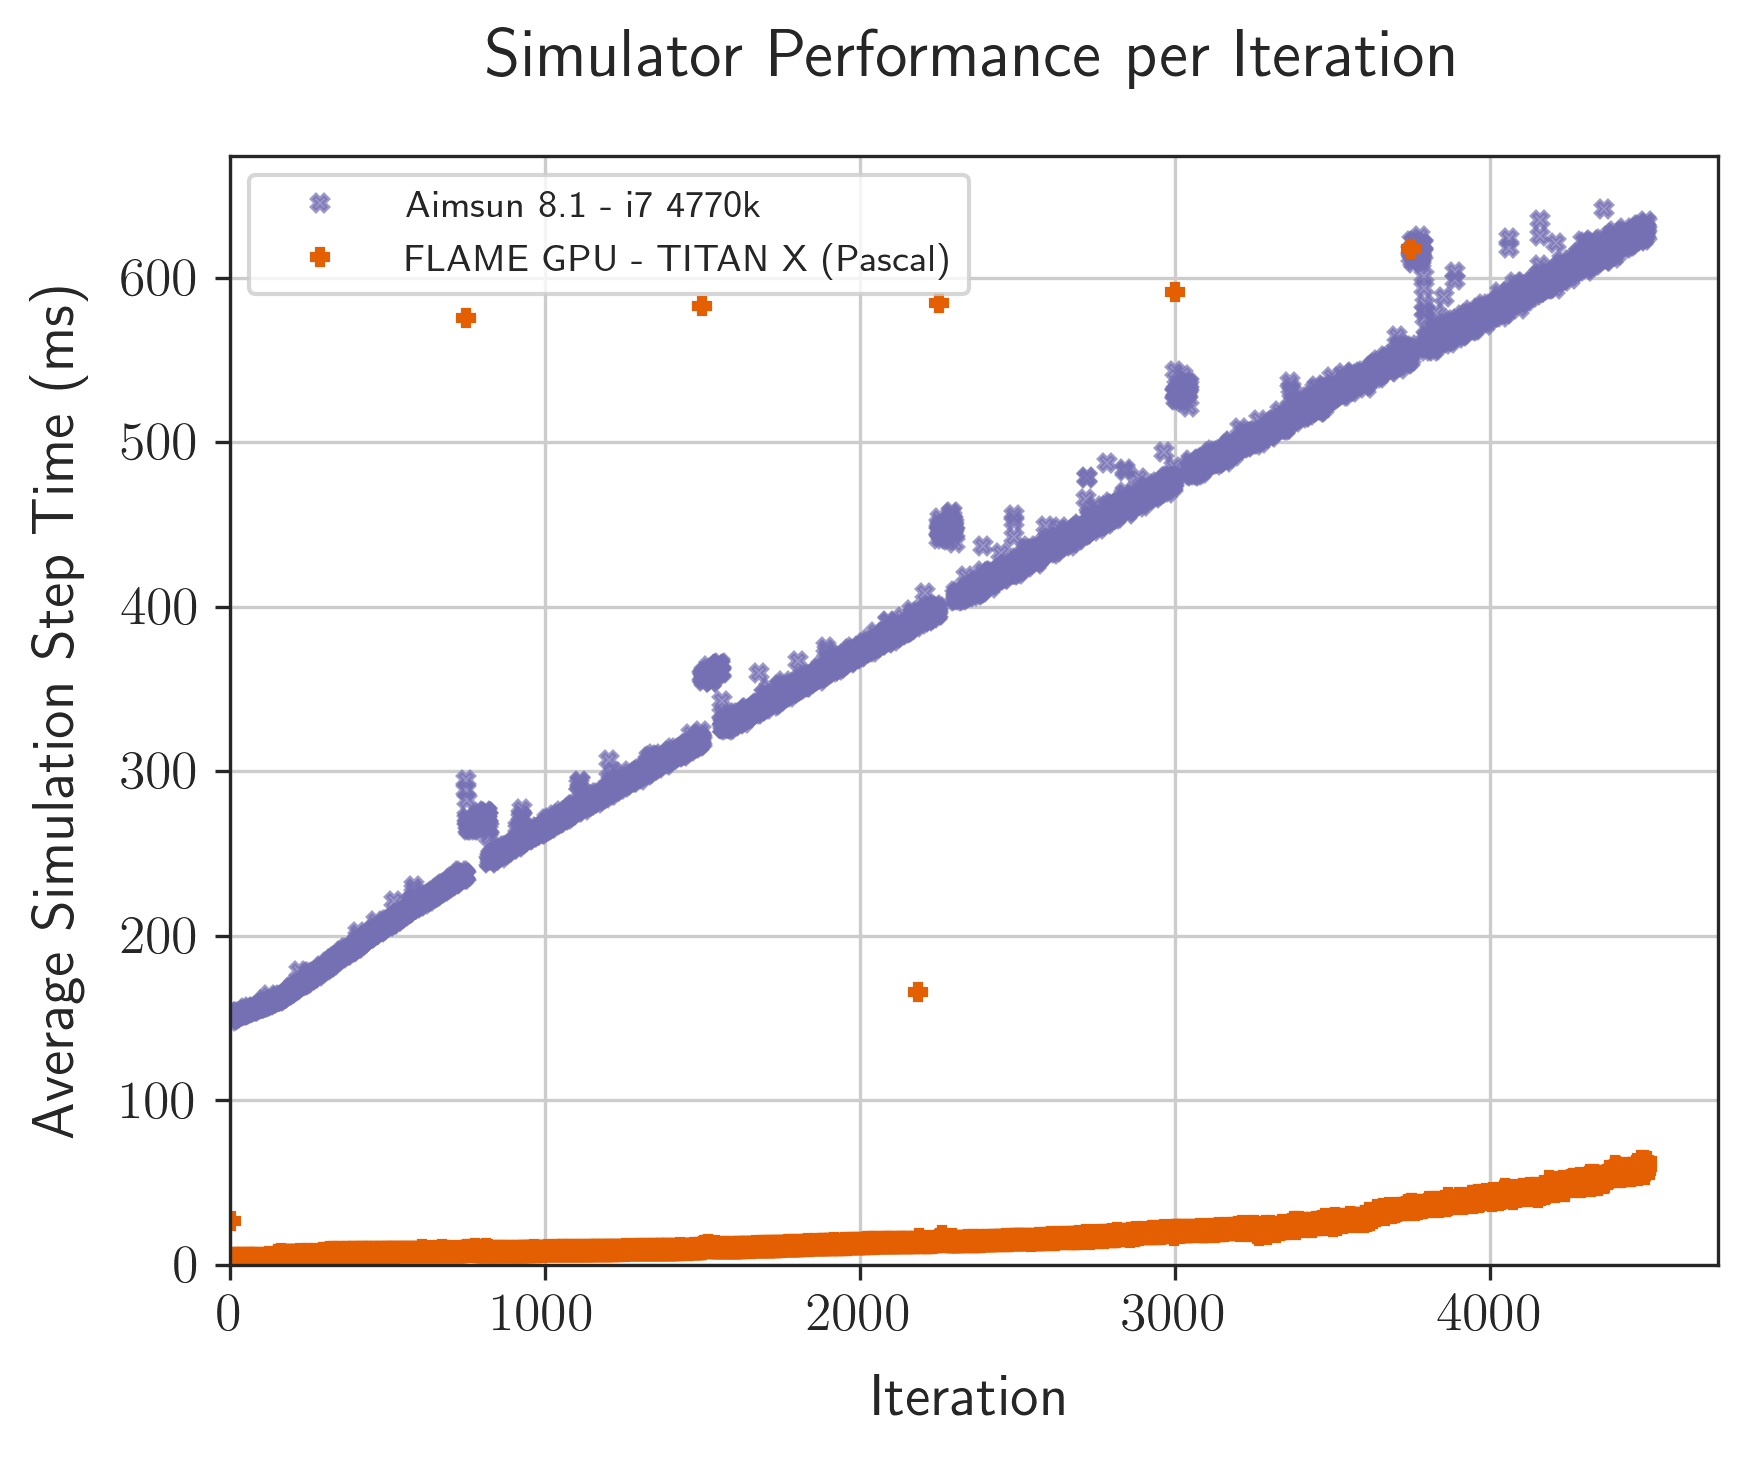 Simulator Performance per Iteration
Aimsun 8.1 - i7 4770k
FLAME GPU - TITAN X (Pascal)
Average Simulation Step Time (ms)
600
500
400
300
200
100
0
0 1000 2000 3000 4000
Iteration